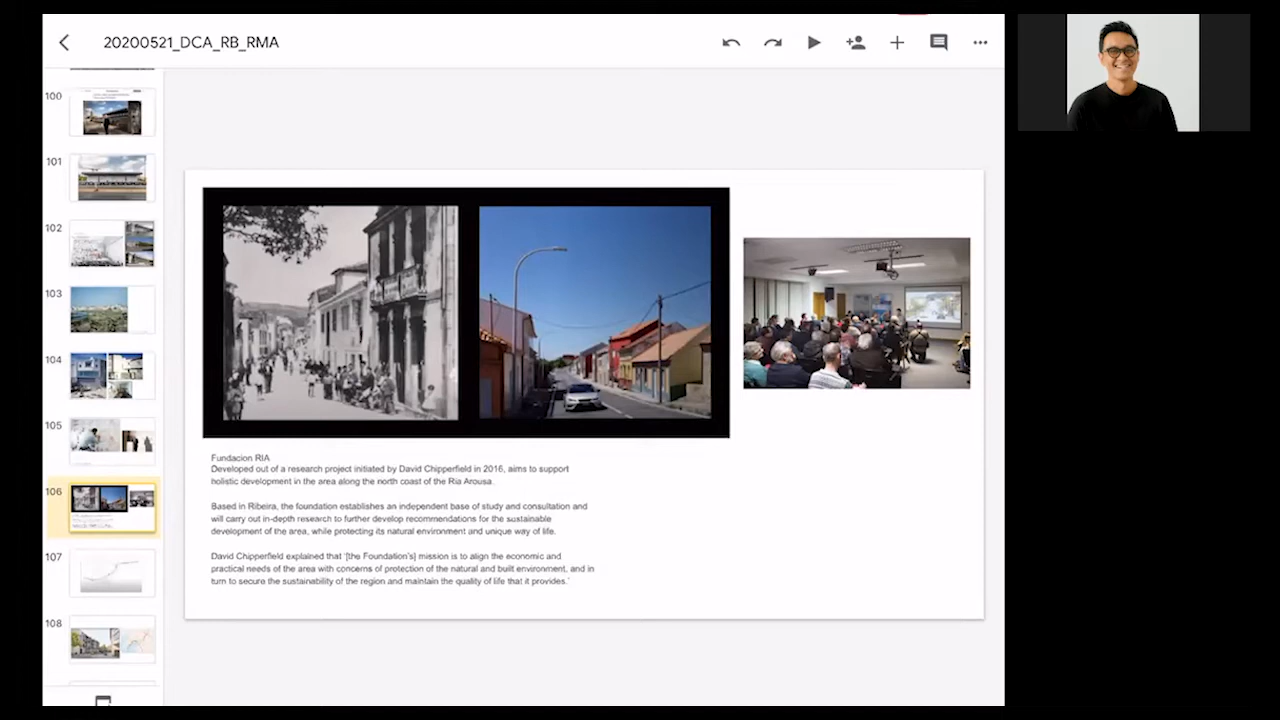 20200521_DCA_RB_RMA
100
101
102
103
104
105
106
107
108
Fundacion RIA
Developed out of a research project initiated by David Chipperfield in 2016, aims to support
holistic development in the area along the north coast of the Ria Arousa.
Based in Ribeira, the foundation establishes an independent base of study and consultation and
will carry out in-depth research to further develop recommendations for the sustainable
development of the area, while protecting its natural environment and unique way of life.
David Chipperfield explained that '[the Foundation's] mission is to align the economic and
practical needs of the area with concerns of protection of the natural and built environment, and in
turn to secure the sustainability of the region and maintain the quality of life that it provides.'